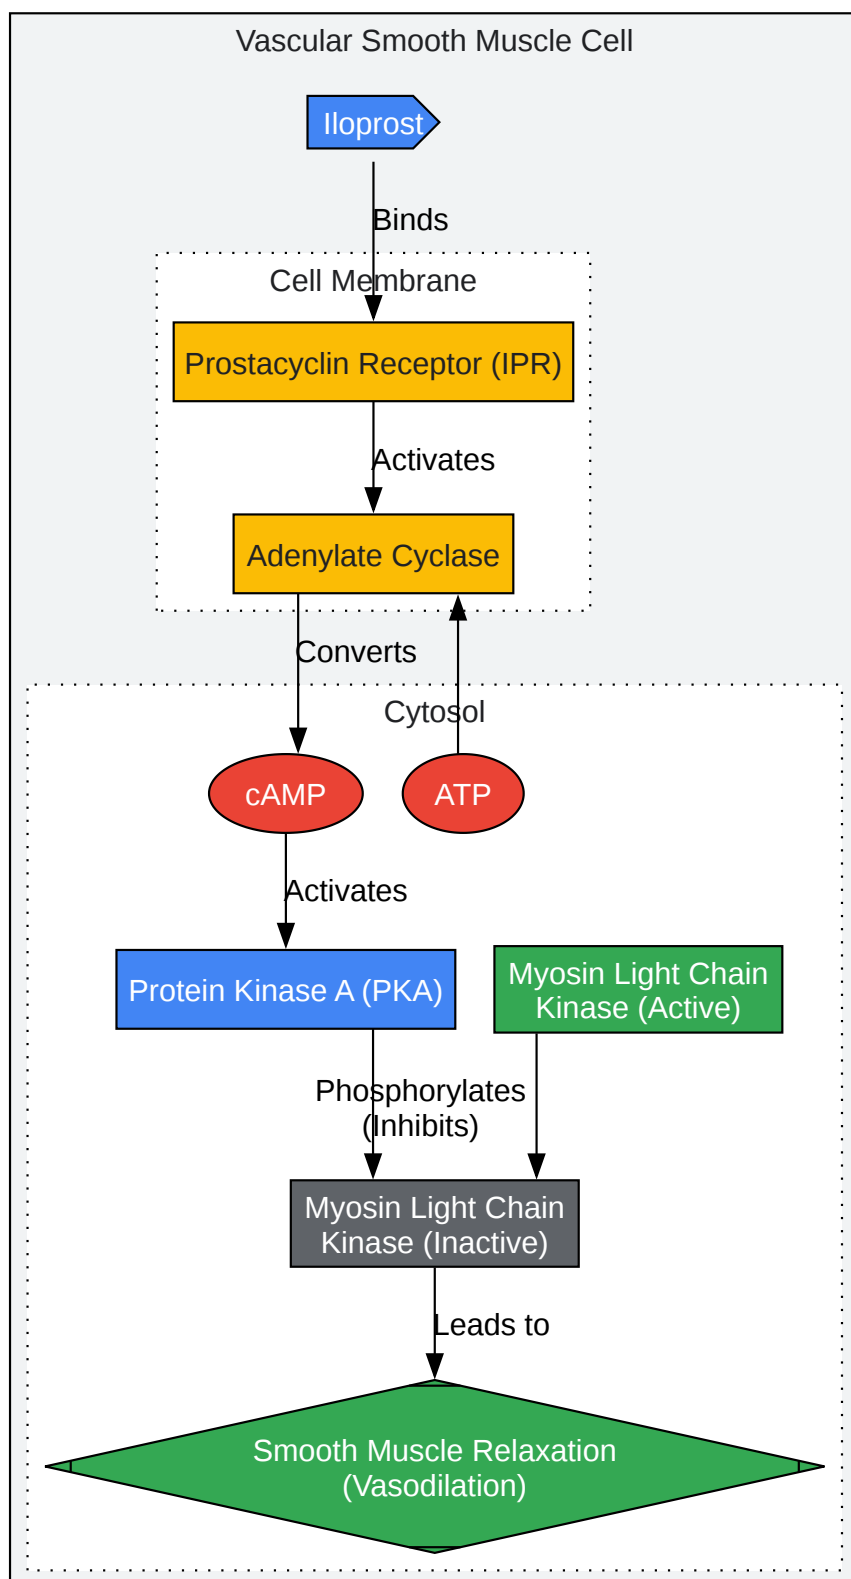 Vascular Smooth Muscle Cell
Iloprost
Binds
Cell Membrane
Prostacyclin Receptor (IPR)
Activates
Adenylate Cyclase
Converts
Cytosol
cAMP
ATP
Activates
Protein Kinase A (PKA)
Myosin Light Chain
Kinase (Active)
Phosphorylates
(Inhibits)
Myosin Light Chain
Kinase (Inactive)
Leads to
Smooth Muscle Relaxation
(Vasodilation)